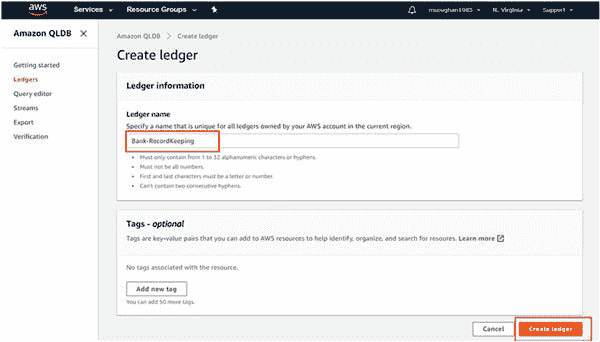 aws
Services
Resource Groups
N. Virginia
Support
Amazon QLDB
Getting started
Ledgers
Query editor
Streams
Export
Verification
Amazon QLDB > Create ledger
Create ledger
Ledger information
Ledger name
Specify a name that is unique for all ledgers owned by your AWS account in the current region.
Bank-RecordKeeping
• Must only contain from 1 to 32 alphanumeric characters or hyphens.
• Must not be all numbers.
• First and last characters must be a letter or number.
• Can't contain two consecutive hyphens.
Tags - optional
Tags are key-value pairs that you can add to AWS resources to help identify, organize, and search for resoures. Learn more
No tags associated with the resource.
Add new tag
You can add 50 more tags.
Cancel
Create ledger